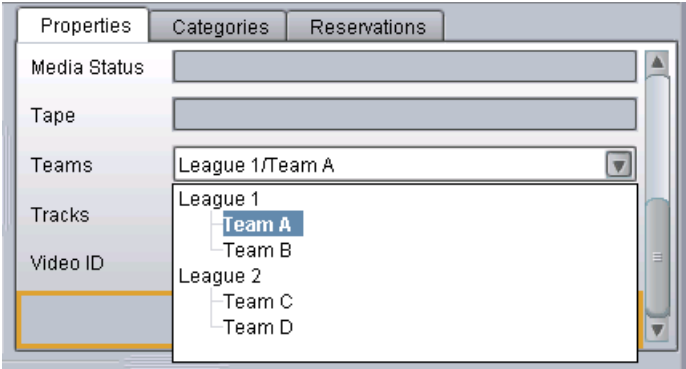 Properties Categories Reservations
Media Status
Tape
Teams League 1/Team A
League 1
Tracks
Team A
Team B
Video ID
League 2
Team C
Team D